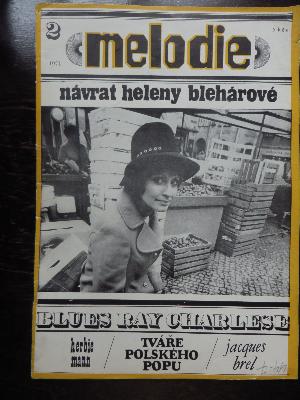 2
1971
melodie
návrat heleny blehárové
BLUES RAY CHARLESE
herbie
mann
TVÁŘE
POLSKÉHO
POPU
jacques
brel